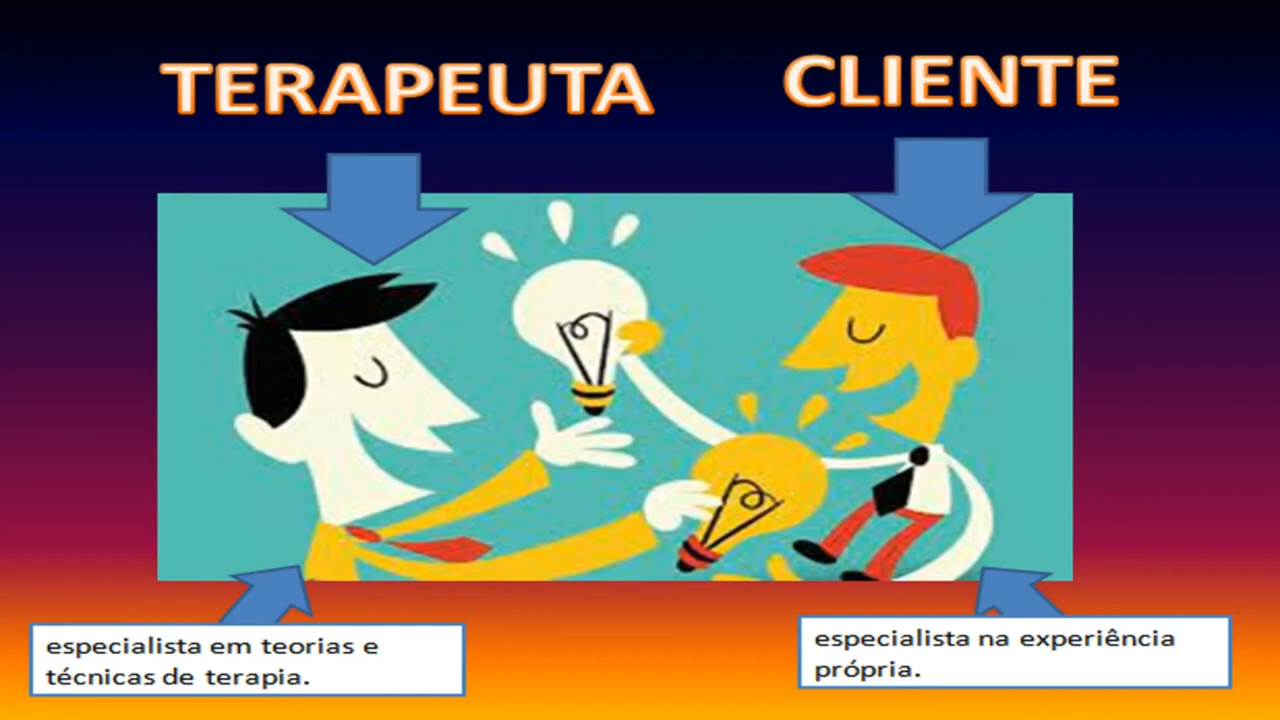 TERAPEUTA
CLIENTE
especialista em teorias e
técnicas de terapia.
especialista na experiência
própria.